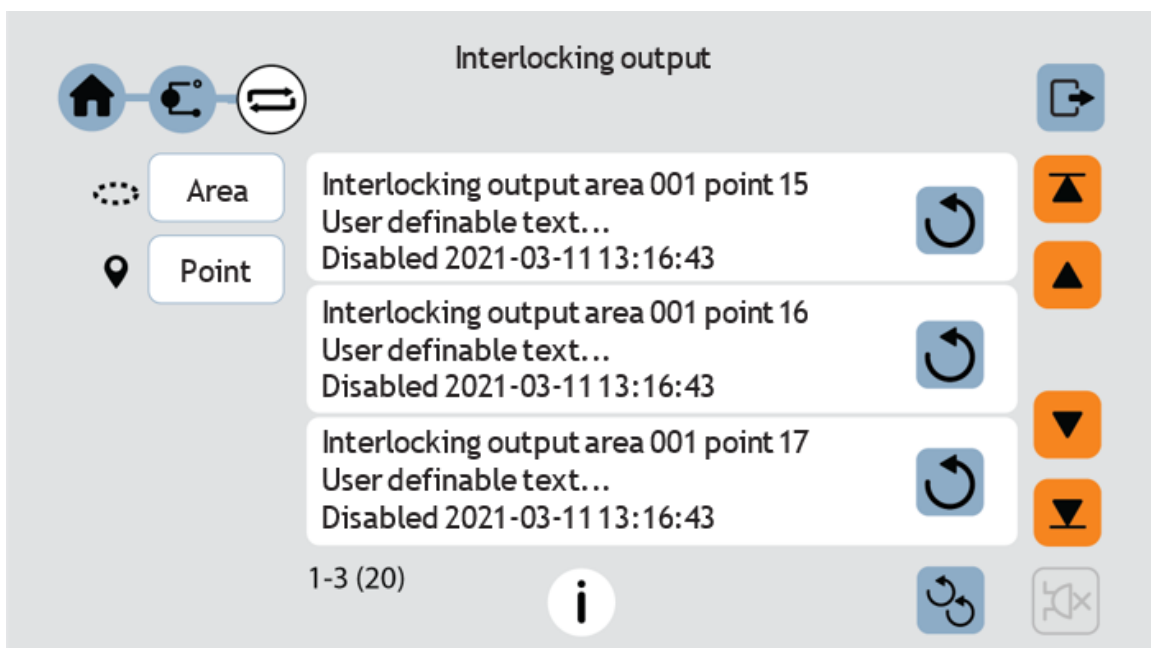 Interlocking output
Area
Point
Interlocking output area 001 point 15
User definable text...
Disabled 2021-03-11 13:16:43
Interlocking output area 001 point 16
User definable text...
Disabled 2021-03-11 13:16:43
Interlocking output area 001 point 17
User definable text...
Disabled 2021-03-11 13:16:43
1-3 (20)
i